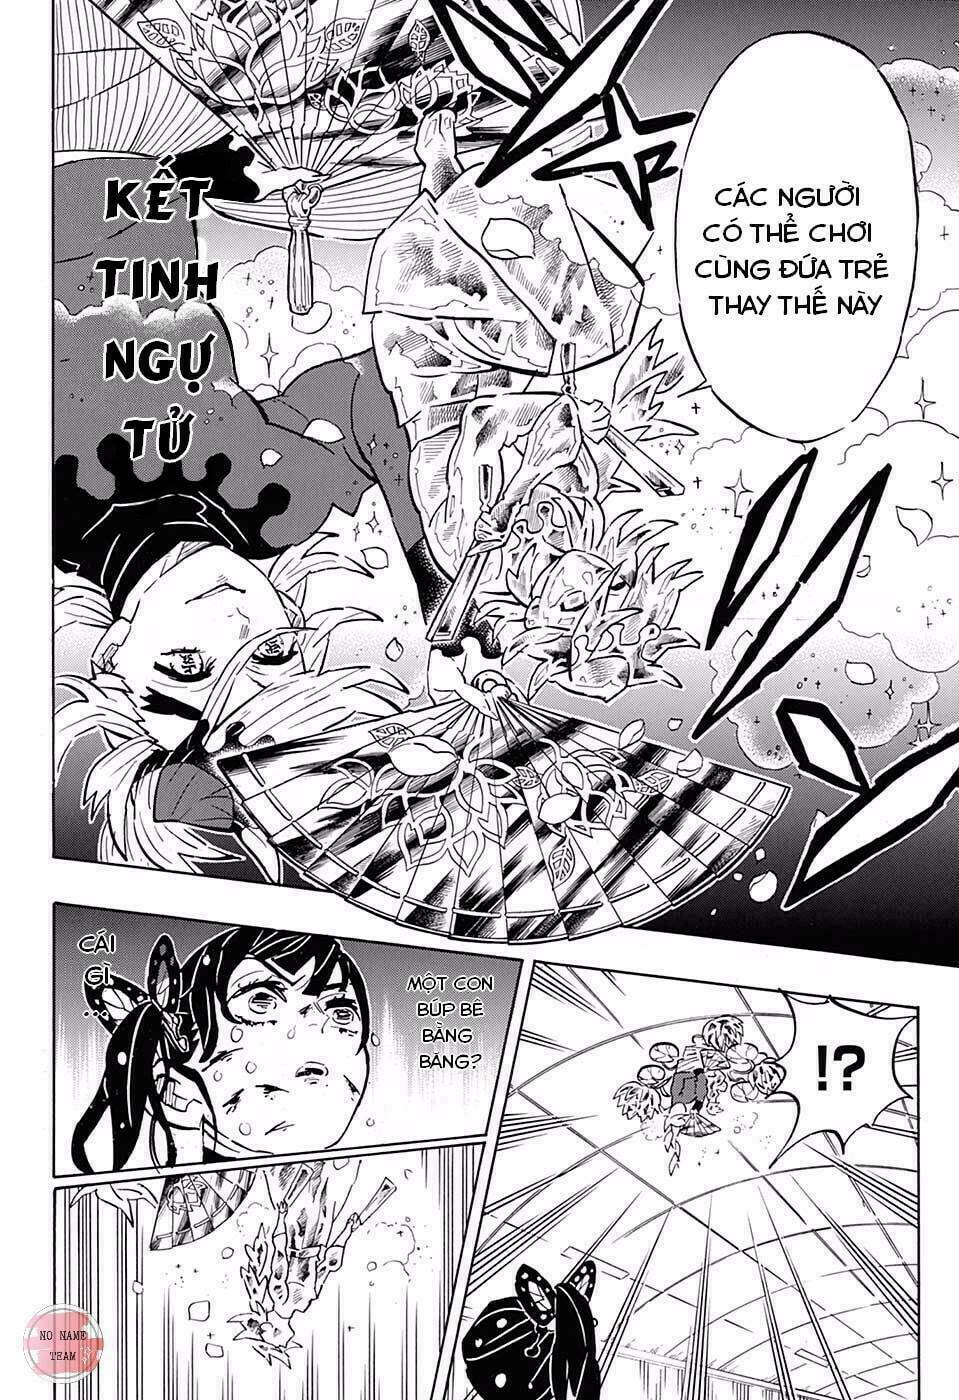 CÁC NGƯỜI
CÓ THỂ CHƠI
CÙNG ĐỨA TRẺ
THAY THẾ NÀY
KẾT
TINH
NGỰ
TỬ
!?
MỘT CON
BÚP BÊ
BẰNG
BĂNG?
CÁI
GÌ
...
NO NAME
TEAM